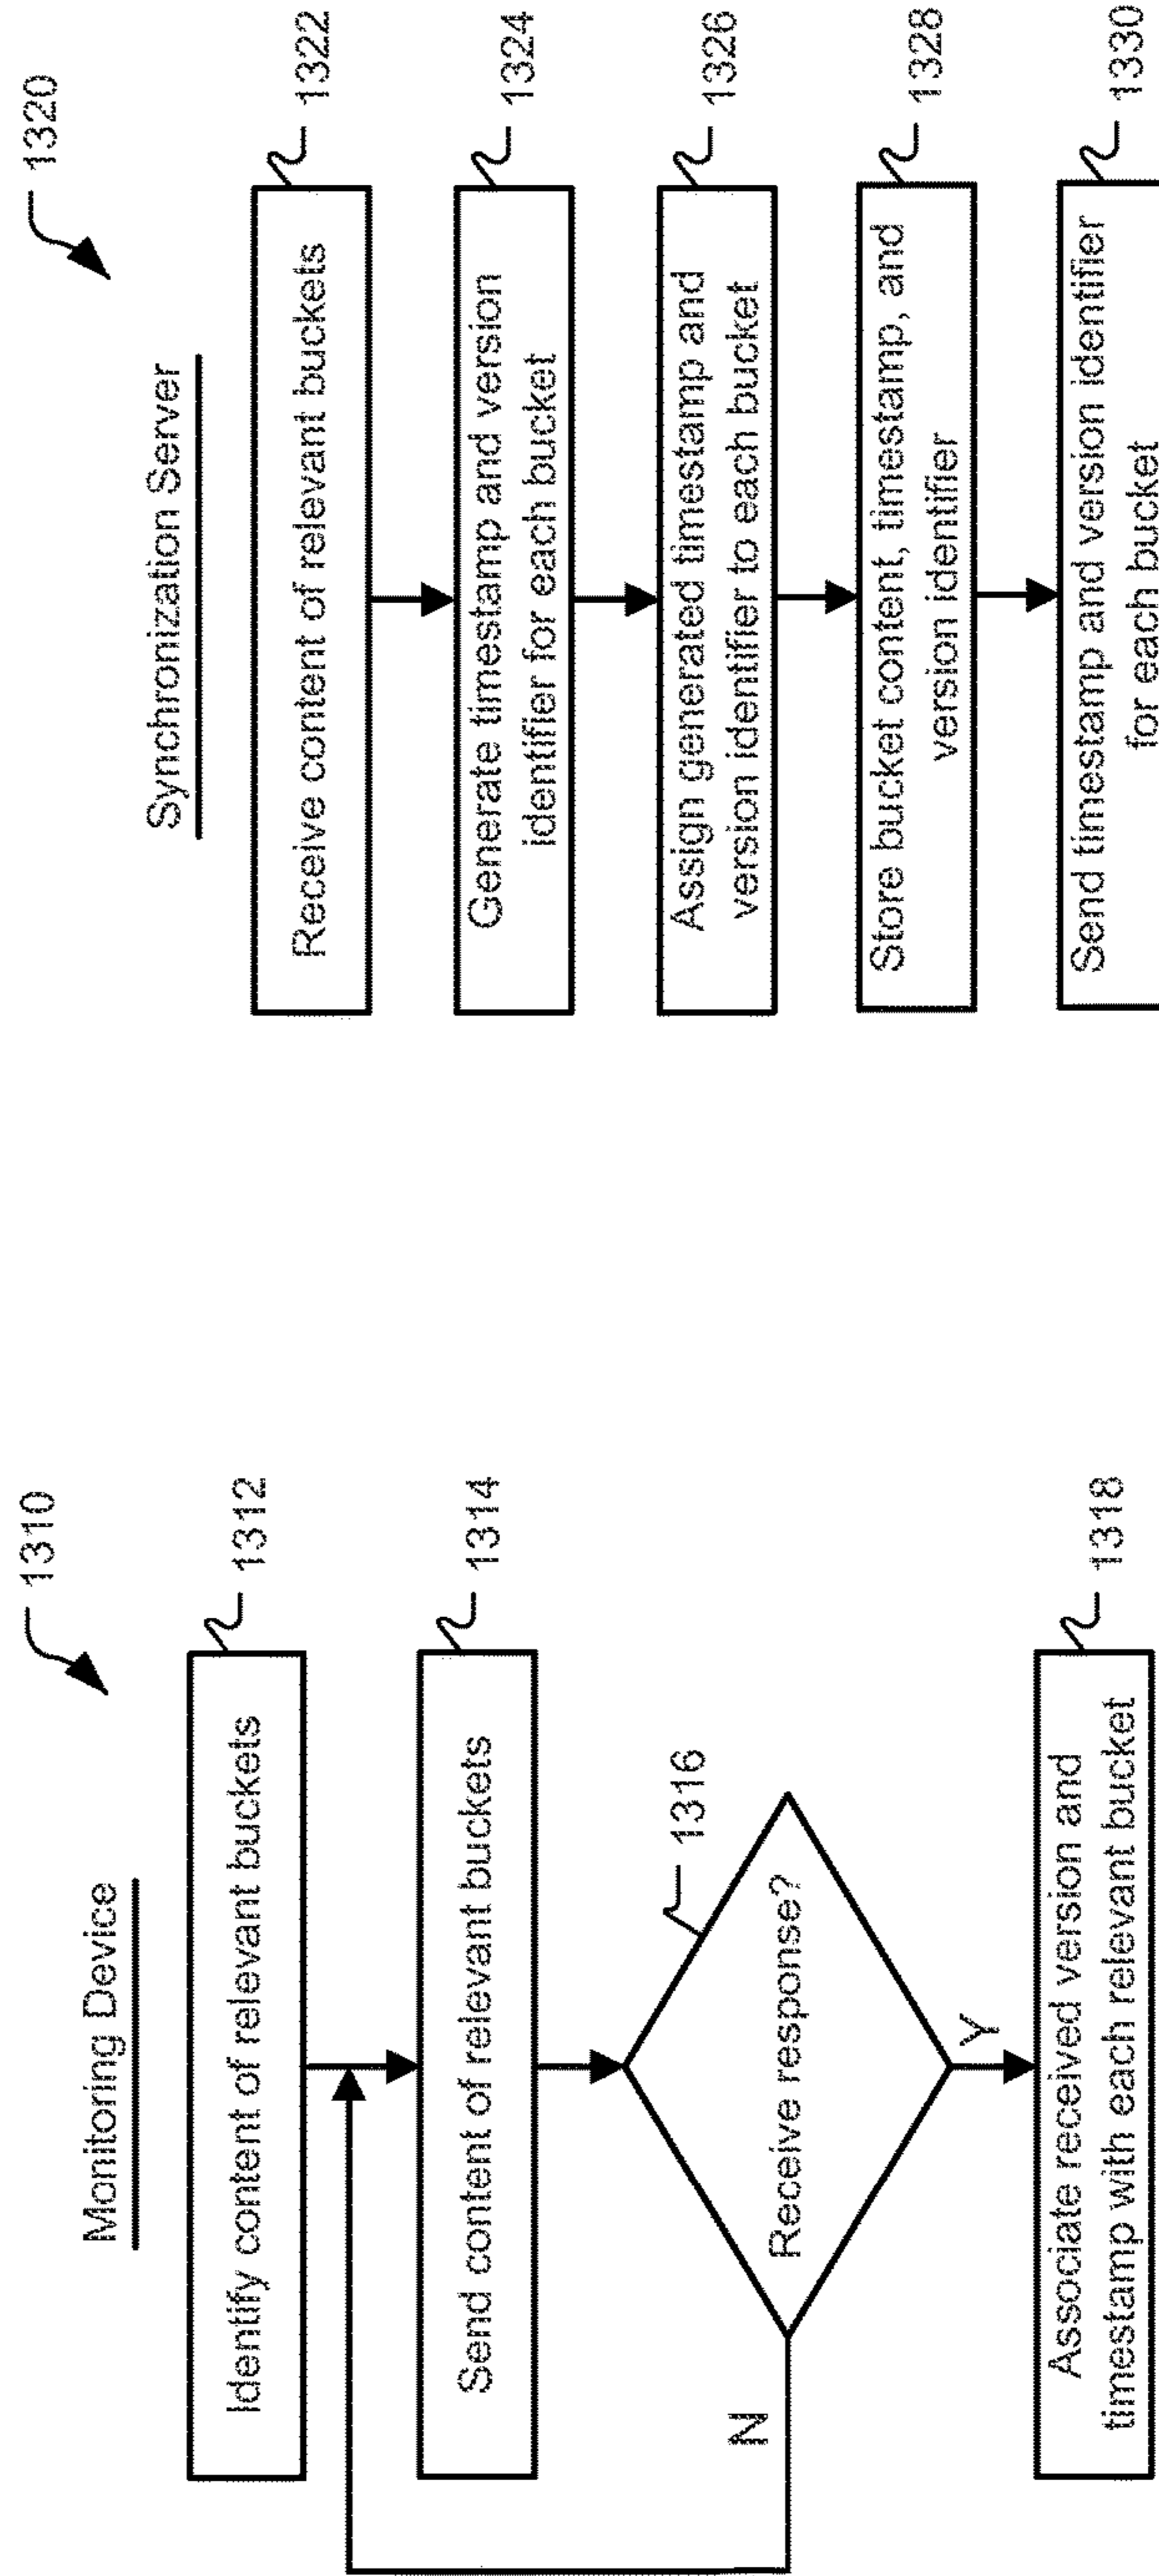 1310
Monitoring Device
Identify content of relevant buckets
1312
Send content of relevant buckets
1314
1316
Receive response?
N
Y
Associate received version and
timestamp with each relevant bucket
1318
1320
Synchronization Server
Receive content of relevant buckets
1322
Generate timestamp and version
identifier for each bucket
1324
Assign generated timestamp and
version identifier to each bucket
1326
Store bucket content, timestamp, and
version identifier
1328
Send timestamp and version identifier
for each bucket
1330